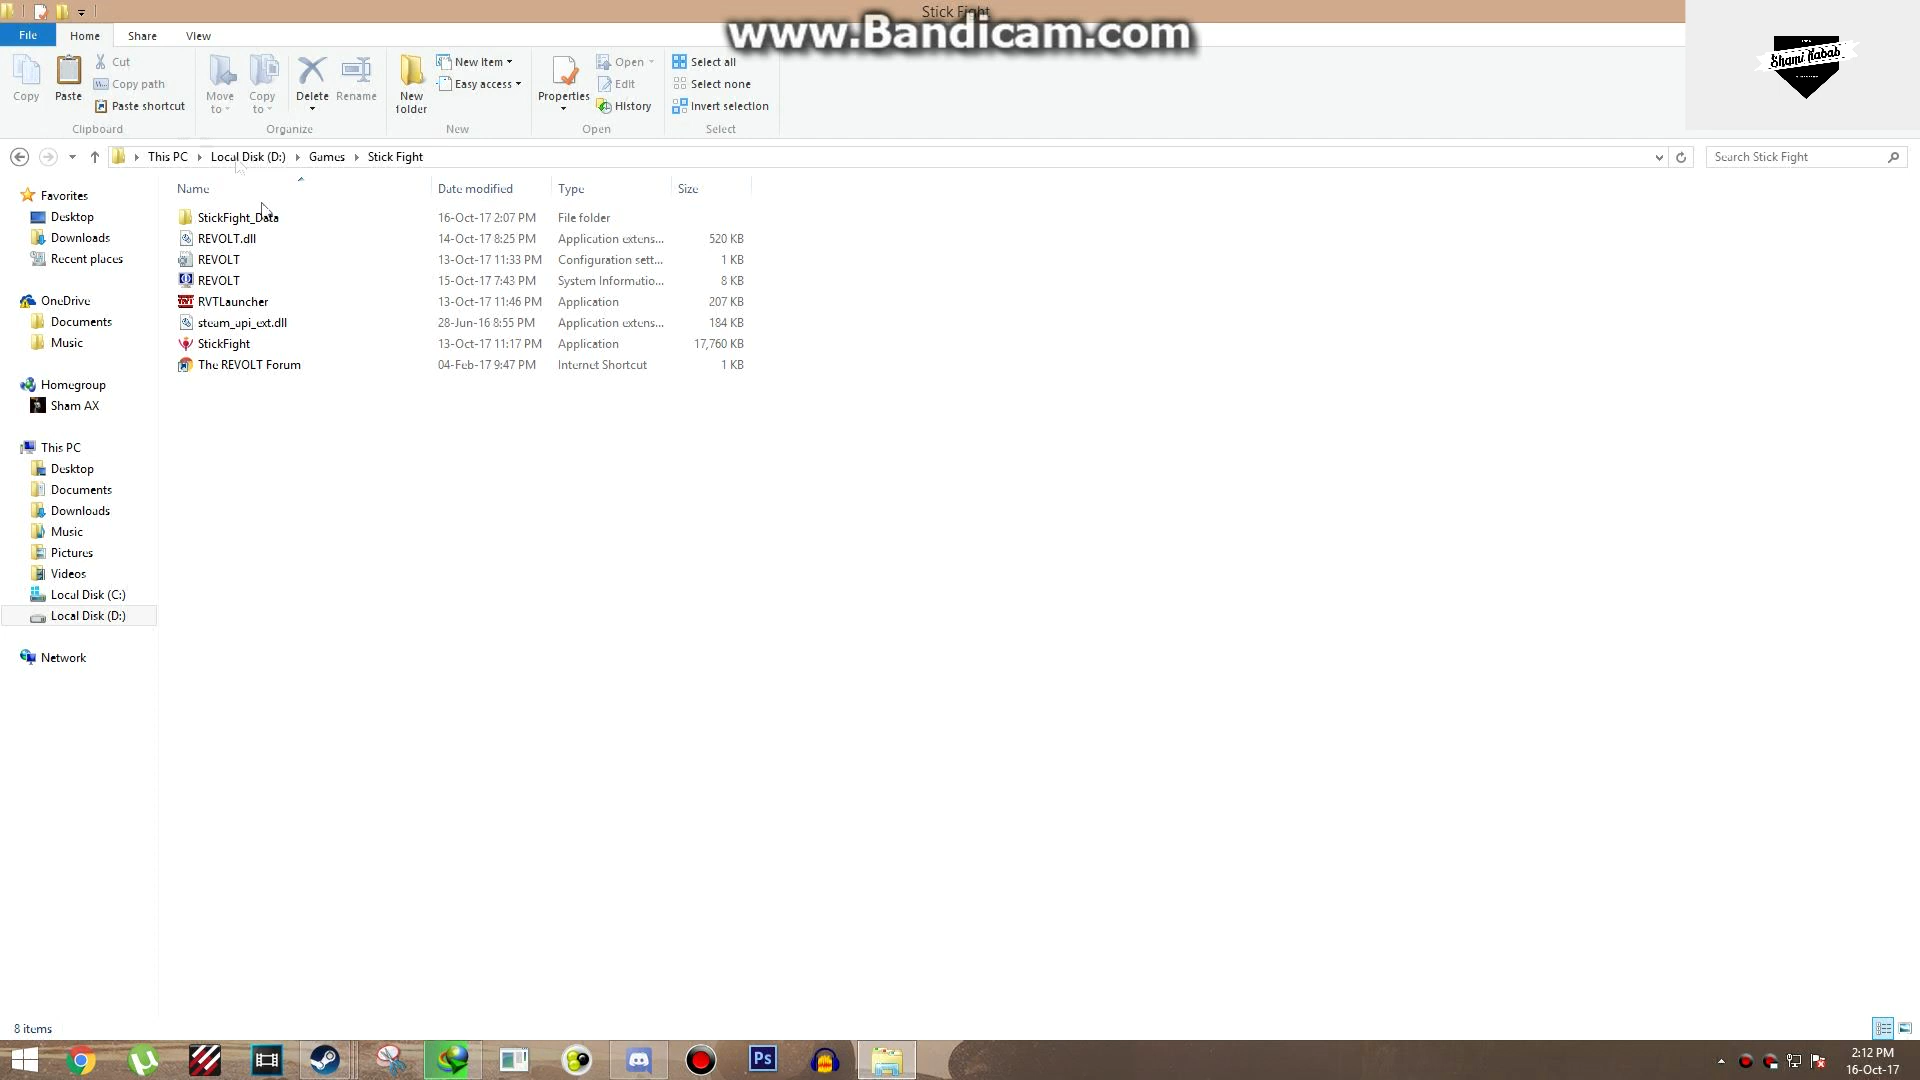 Stick Fight
www.Bandicam.com
Shami Kabab
File Home Share View
Copy
Paste
Cut
Copy path
Paste shortcut
Clipboard
Move to
Copy to
Delete
Rename
Organize
New folder
New item
Easy access
New
Properties
Open
Edit
History
Open
Select all
Select none
Invert selection
Select
This PC Local Disk (D:) Games Stick Fight
Search Stick Fight
Favorites
Desktop
Downloads
Recent places
OneDrive
Documents
Music
Homegroup
Sham AX
This PC
Desktop
Documents
Downloads
Music
Pictures
Videos
Local Disk (C:)
Local Disk (D:)
Network
Name Date modified Type Size
StickFight_Data 16-Oct-17 2:07 PM File folder
REVOLT.dll 14-Oct-17 8:25 PM Application extens... 520 KB
REVOLT 13-Oct-17 11:33 PM Configuration sett... 1 KB
REVOLT 15-Oct-17 7:43 PM System Informatio... 8 KB
RVTLauncher 13-Oct-17 11:46 PM Application 207 KB
steam_api_ext.dll 28-Jun-16 8:55 PM Application extens... 184 KB
StickFight 13-Oct-17 11:17 PM Application 17,760 KB
The REVOLT Forum 04-Feb-17 9:47 PM Internet Shortcut 1 KB
8 items
Ps
2:12 PM
16-Oct-17